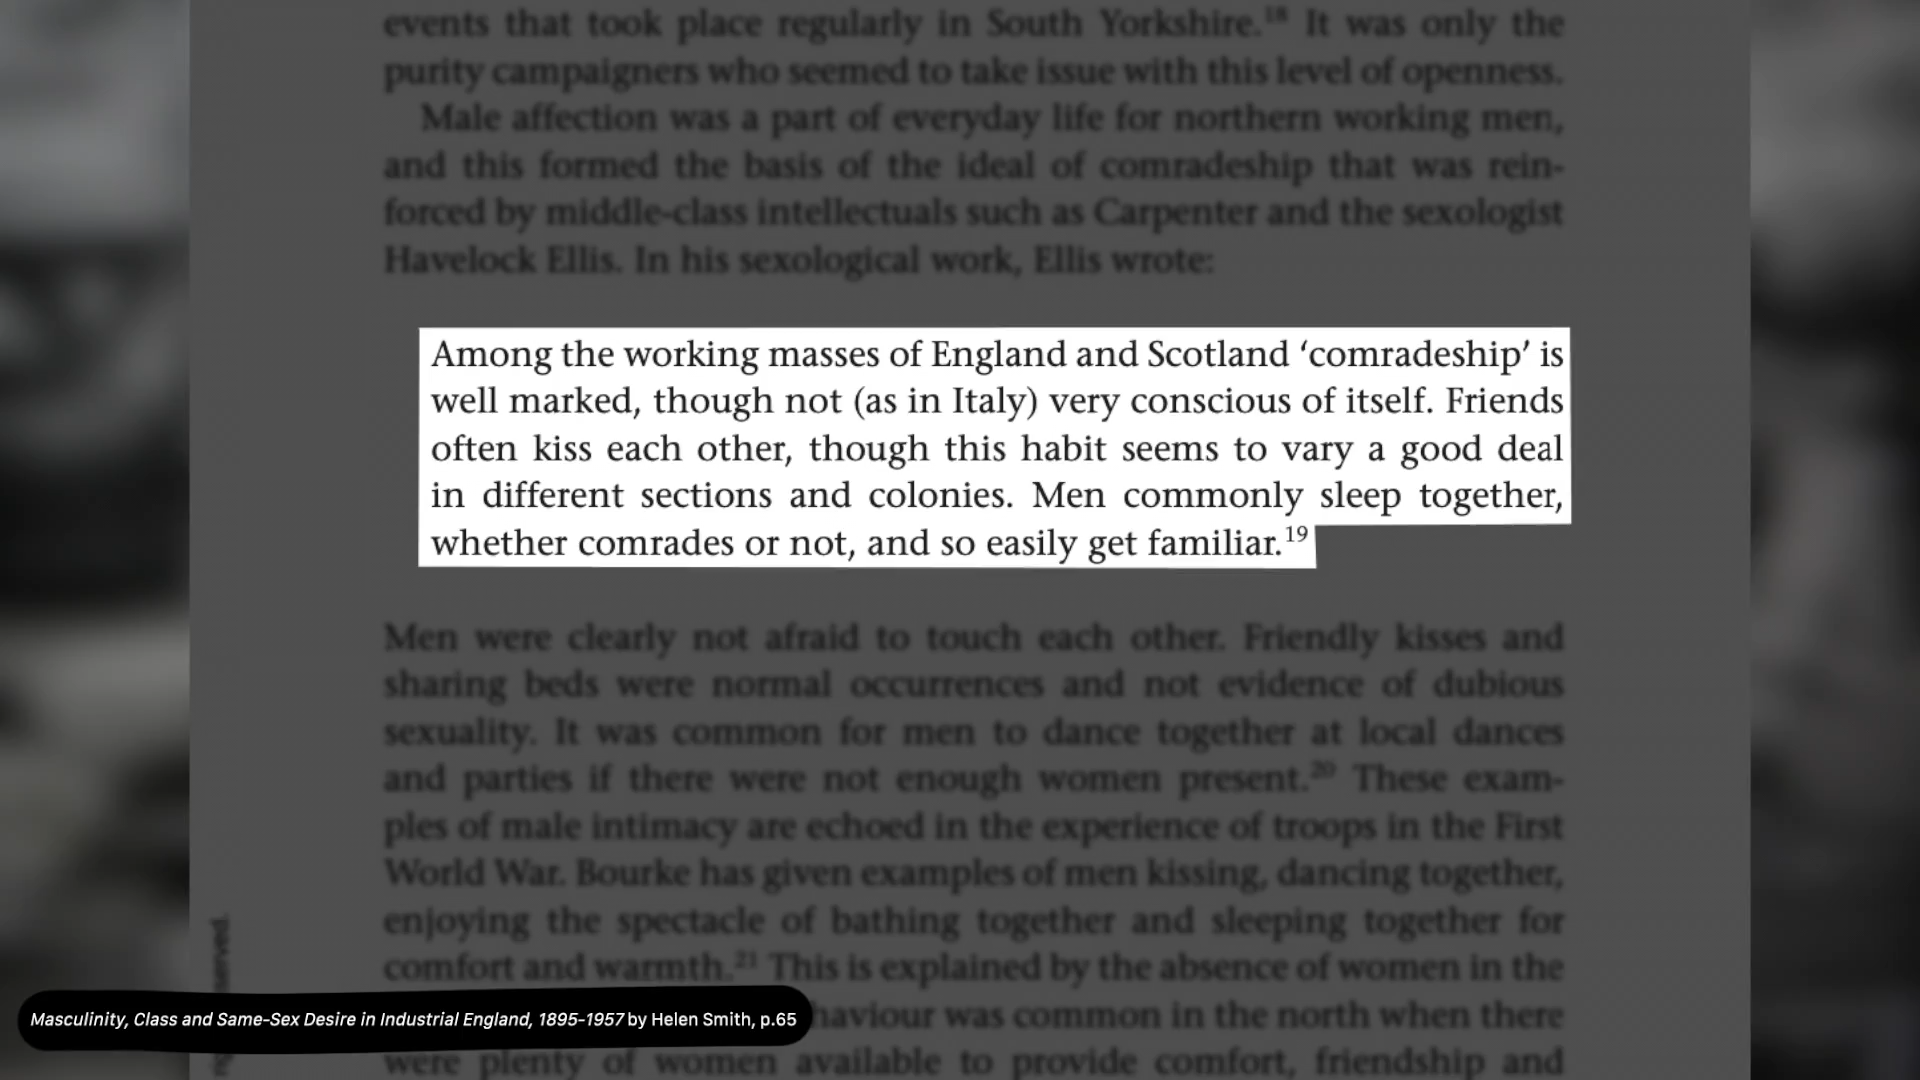 events that took place regularly in South Yorkshire.¹⁸ It was only the
purity campaigners who seemed to take issue with this level of openness.
Male affection was a part of everyday life for northern working men,
and this formed the basis of the ideal of comradeship that was rein-
forced by middle-class intellectuals such as Carpenter and the sexologist
Havelock Ellis. In his sexological work, Ellis wrote:
Among the working masses of England and Scotland ‘comradeship’ is
well marked, though not (as in Italy) very conscious of itself. Friends
often kiss each other, though this habit seems to vary a good deal
in different sections and colonies. Men commonly sleep together,
whether comrades or not, and so easily get familiar.¹⁹
Men were clearly not afraid to touch each other. Friendly kisses and
sharing beds were normal occurrences and not evidence of dubious
sexuality. It was common for men to dance together at local dances
and parties if there were not enough women present.²⁰ These exam-
ples of male intimacy are echoed in the experience of troops in the First
World War. Bourke has given examples of men kissing, dancing together,
enjoying the spectacle of bathing together and sleeping together for
comfort and warmth.²¹ This is explained by the absence of women in the
haviour was common in the north when there
were plenty of women available to provide comfort, friendship and
served.
Masculinity, Class and Same-Sex Desire in Industrial England, 1895-1957 by Helen Smith, p.65